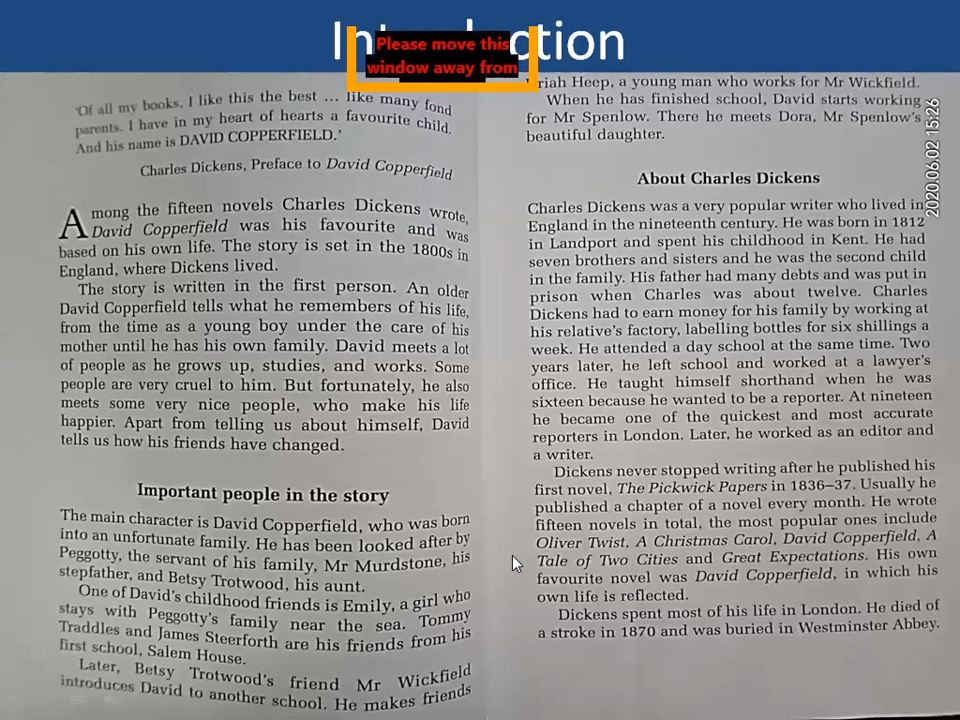 Introduction
Please move this
window away from
'Of all my books, I like this the best ... like many fond
parents. I have in my heart of hearts a favourite child.
And his name is DAVID COPPERFIELD.'
Charles Dickens, Preface to David Copperfield
Among the fifteen novels Charles Dickens wrote,
David Copperfield was his favourite and was
based on his own life. The story is set in the 1800s in
England, where Dickens lived.
The story is written in the first person. An older
David Copperfield tells what he remembers of his life,
from the time as a young boy under the care of his
mother until he has his own family. David meets a lot
of people as he grows up, studies, and works. Some
people are very cruel to him. But fortunately, he also
meets some very nice people, who make his life
happier. Apart from telling us about himself, David
tells us how his friends have changed.
Important people in the story
The main character is David Copperfield, who was born
into an unfortunate family. He has been looked after by
Peggotty, the servant of his family, Mr Murdstone, his
stepfather, and Betsy Trotwood, his aunt.
One of David's childhood friends is Emily, a girl who
stays with Peggotty's family near the sea. Tommy
Traddles and James Steerforth are his friends from his
first school, Salem House.
Later, Betsy Trotwood's friend Mr Wickfield
introduces David to another school. He makes friends
Uriah Heep, a young man who works for Mr Wickfield.
When he has finished school, David starts working
for Mr Spenlow. There he meets Dora, Mr Spenlow's
beautiful daughter.
About Charles Dickens
Charles Dickens was a very popular writer who lived in
England in the nineteenth century. He was born in 1812
in Landport and spent his childhood in Kent. He had
seven brothers and sisters and he was the second child
in the family. His father had many debts and was put in
prison when Charles was about twelve. Charles
Dickens had to earn money for his family by working at
his relative's factory, labelling bottles for six shillings a
week. He attended a day school at the same time. Two
years later, he left school and worked at a lawyer's
office. He taught himself shorthand when he was
sixteen because he wanted to be a reporter. At nineteen
he became one of the quickest and most accurate
reporters in London. Later, he worked as an editor and
a writer.
Dickens never stopped writing after he published his
first novel, The Pickwick Papers in 1836–37. Usually he
published a chapter of a novel every month. He wrote
fifteen novels in total, the most popular ones include
Oliver Twist, A Christmas Carol, David Copperfield, A
Tale of Two Cities and Great Expectations. His own
favourite novel was David Copperfield, in which his
own life is reflected.
Dickens spent most of his life in London. He died of
a stroke in 1870 and was buried in Westminster Abbey.
2020.06.02 15:26